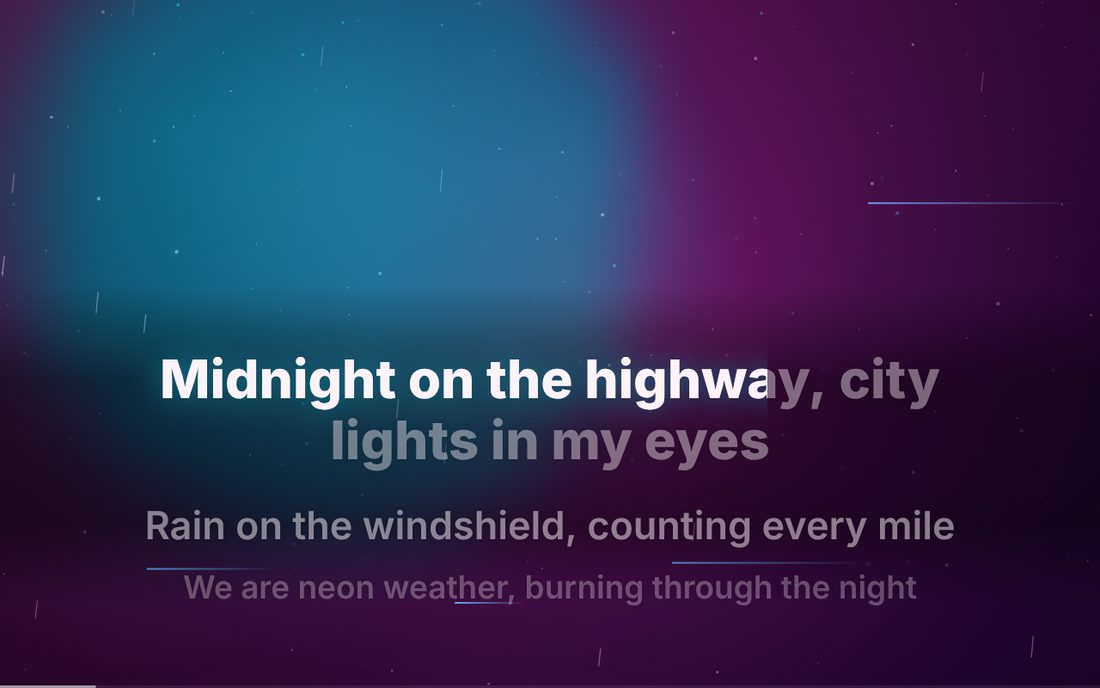 Midnight on the highway, city
lights in my eyes
Rain on the windshield, counting every mile
We are neon weather, burning through the night